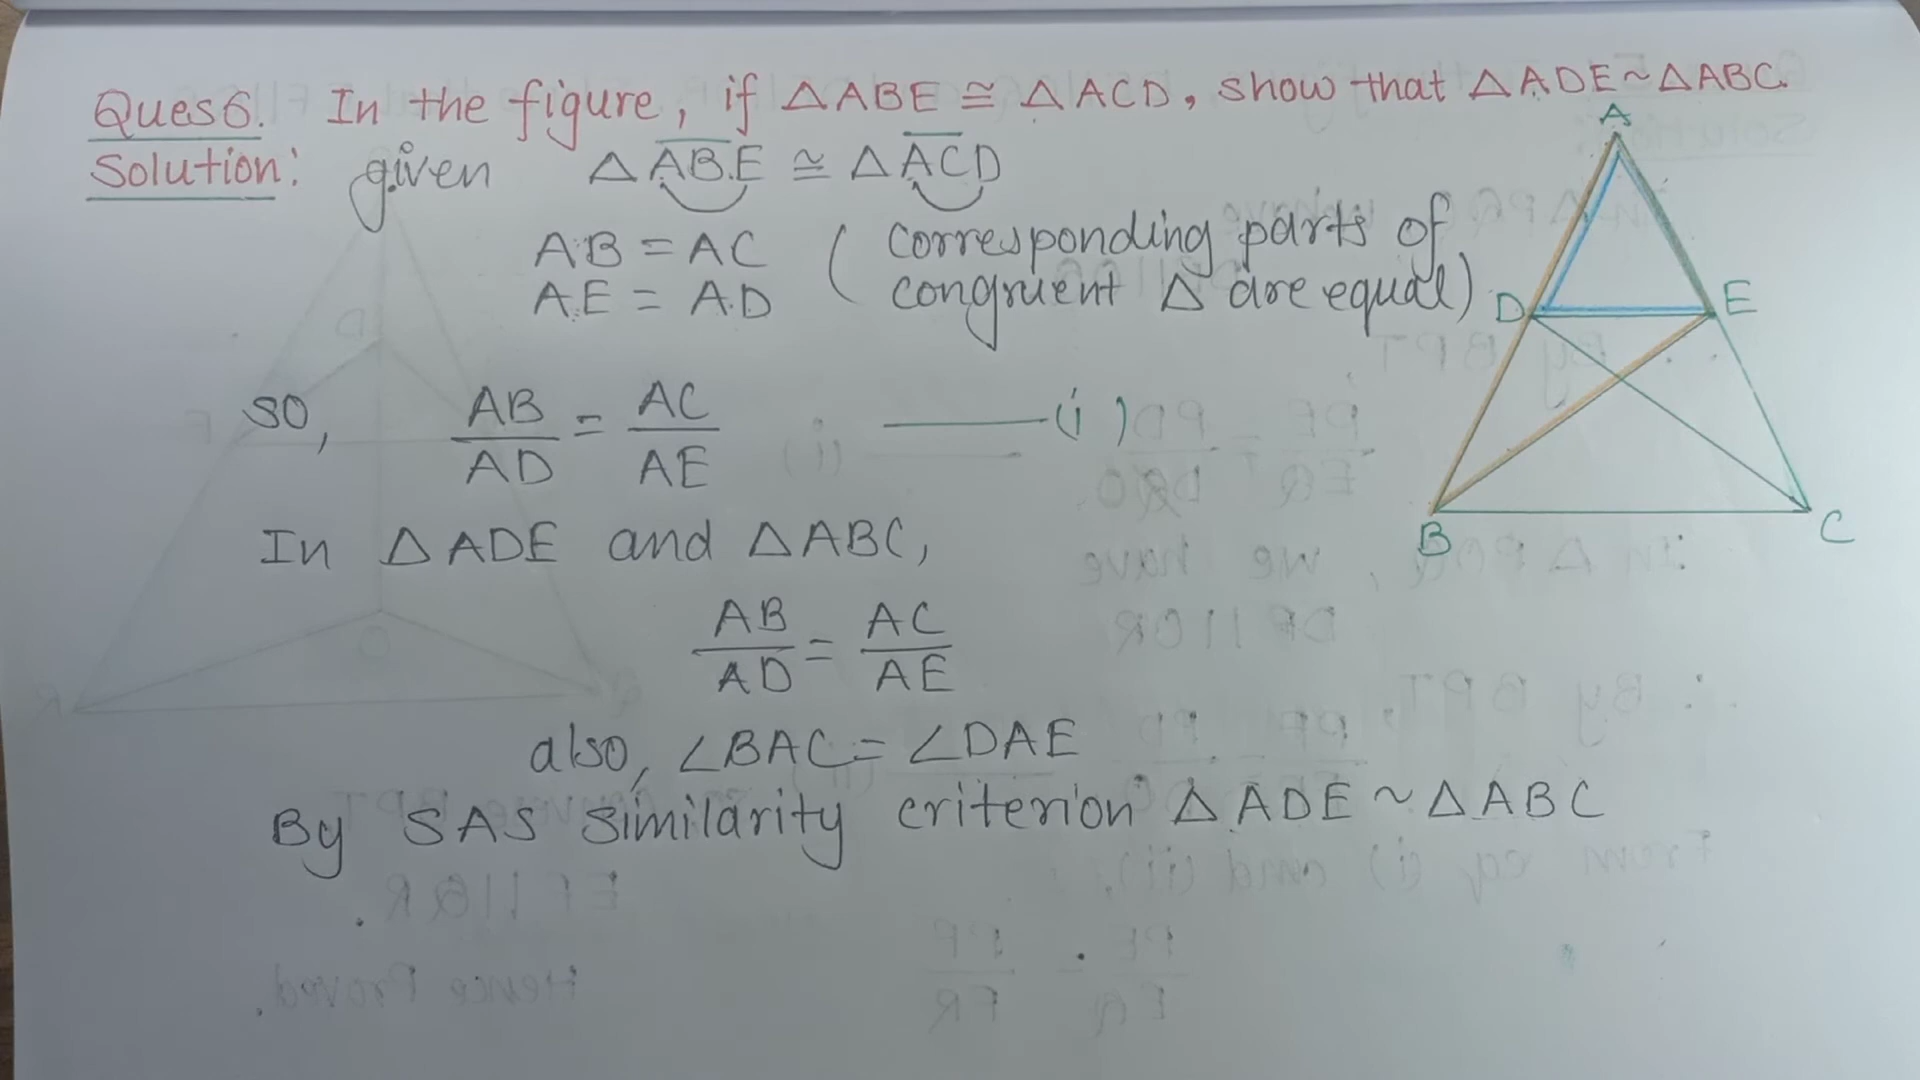 Ques 6. In the figure, if △ABE ≅ △ACD, show that △ADE ~ △ABC.
Solution: given △ABE ≅ △ACD
AB = AC ( corresponding parts of
AE = AD congruent △ are equal)
so, AB/AD = AC/AE ——— (i)
In △ADE and △ABC,
AB/AD = AC/AE
also, ∠BAC = ∠DAE
By SAS similarity criterion △ADE ~ △ABC
A
D
E
B
C